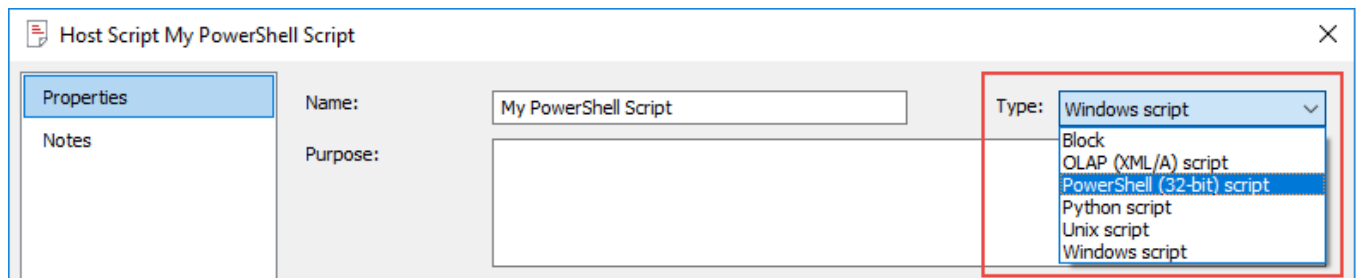 Host Script My PowerShell Script
Properties
Notes
Name:
My PowerShell Script
Purpose:
Type:
Windows script
Block
OLAP (XML/A) script
PowerShell (32-bit) script
Python script
Unix script
Windows script